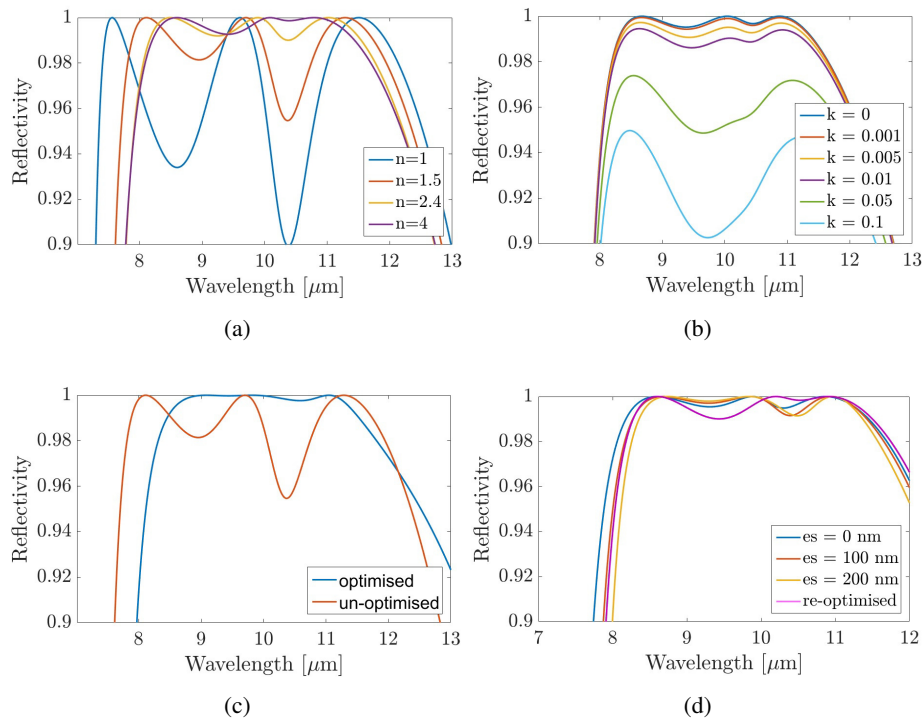 1
0.98
0.96
0.94
0.92
0.9
Reflectivity
8
9
10
11
12
13
Wavelength [μm]
n=1
n=1.5
n=2.4
n=4
(a)
1
0.98
0.96
0.94
0.92
0.9
Reflectivity
8
9
10
11
12
13
Wavelength [μm]
k = 0
k = 0.001
k = 0.005
k = 0.01
k = 0.05
k = 0.1
(b)
1
0.98
0.96
0.94
0.92
0.9
Reflectivity
8
9
10
11
12
13
Wavelength [μm]
optimised
un-optimised
(c)
1
0.98
0.96
0.94
0.92
0.9
Reflectivity
7
8
9
10
11
12
Wavelength [μm]
es = 0 nm
es = 100 nm
es = 200 nm
re-optimised
(d)